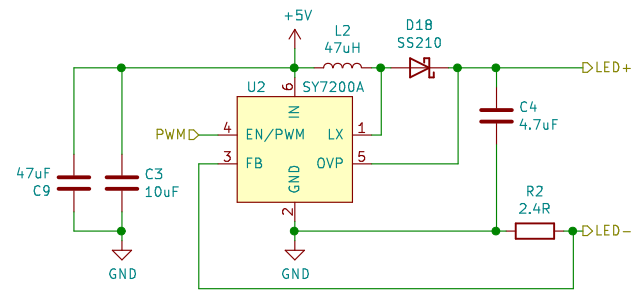 +5V
L2
47uH
D18
SS210
LED+
U2
SY7200A
6
IN
PWM
4
EN/PWM
LX
1
3
FB
OVP
5
GND
2
C4
4.7uF
47uF
C9
C3
10uF
R2
2.4R
LED-
GND
GND